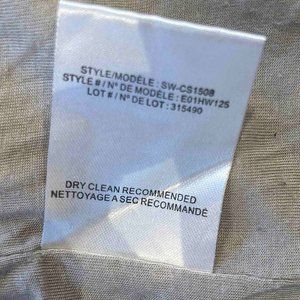 STYLE/MODÈLE : SW-CS1508
STYLE # / N° DE MODÈLE : E01HW125
LOT # / N° DE LOT : 315490
DRY CLEAN RECOMMENDED
NETTOYAGE A SEC RECOMMANDÉ